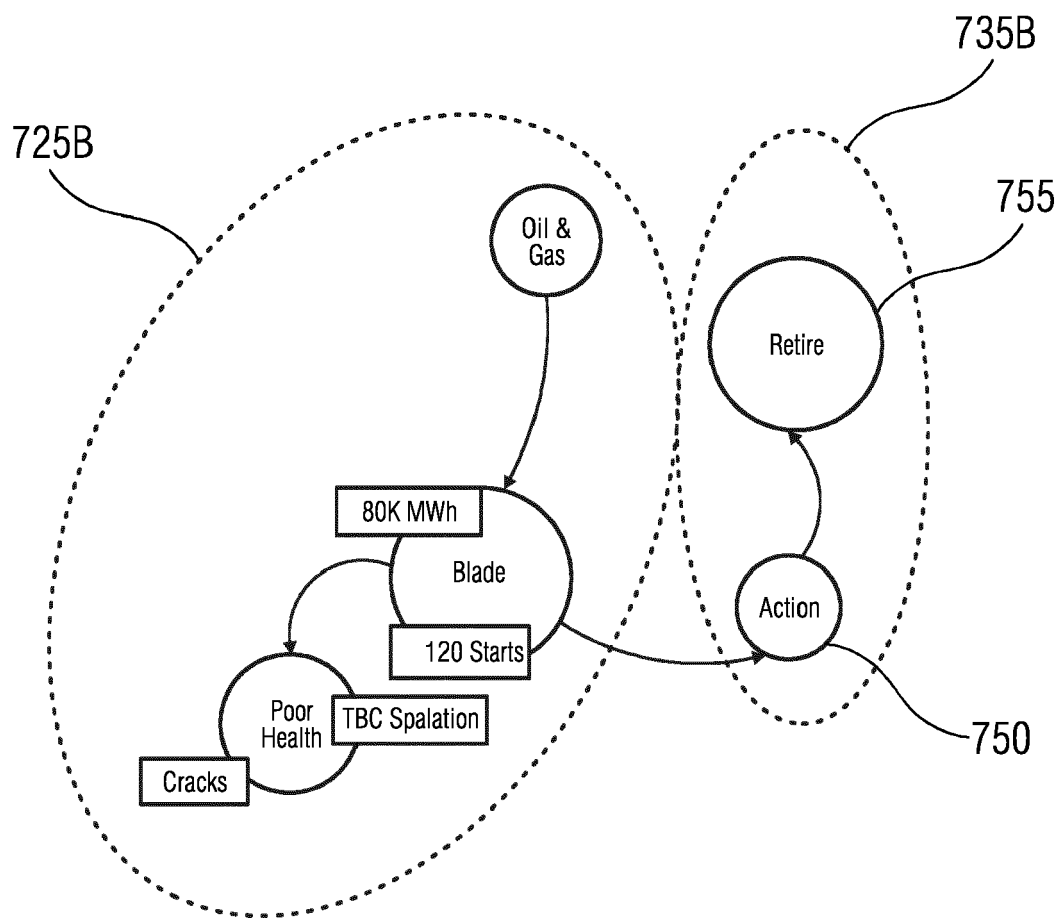 735B
725B
755
Oil &
Gas
Retire
80K MWh
Blade
Action
120 Starts
Poor
Health
TBC Spalation
750
Cracks